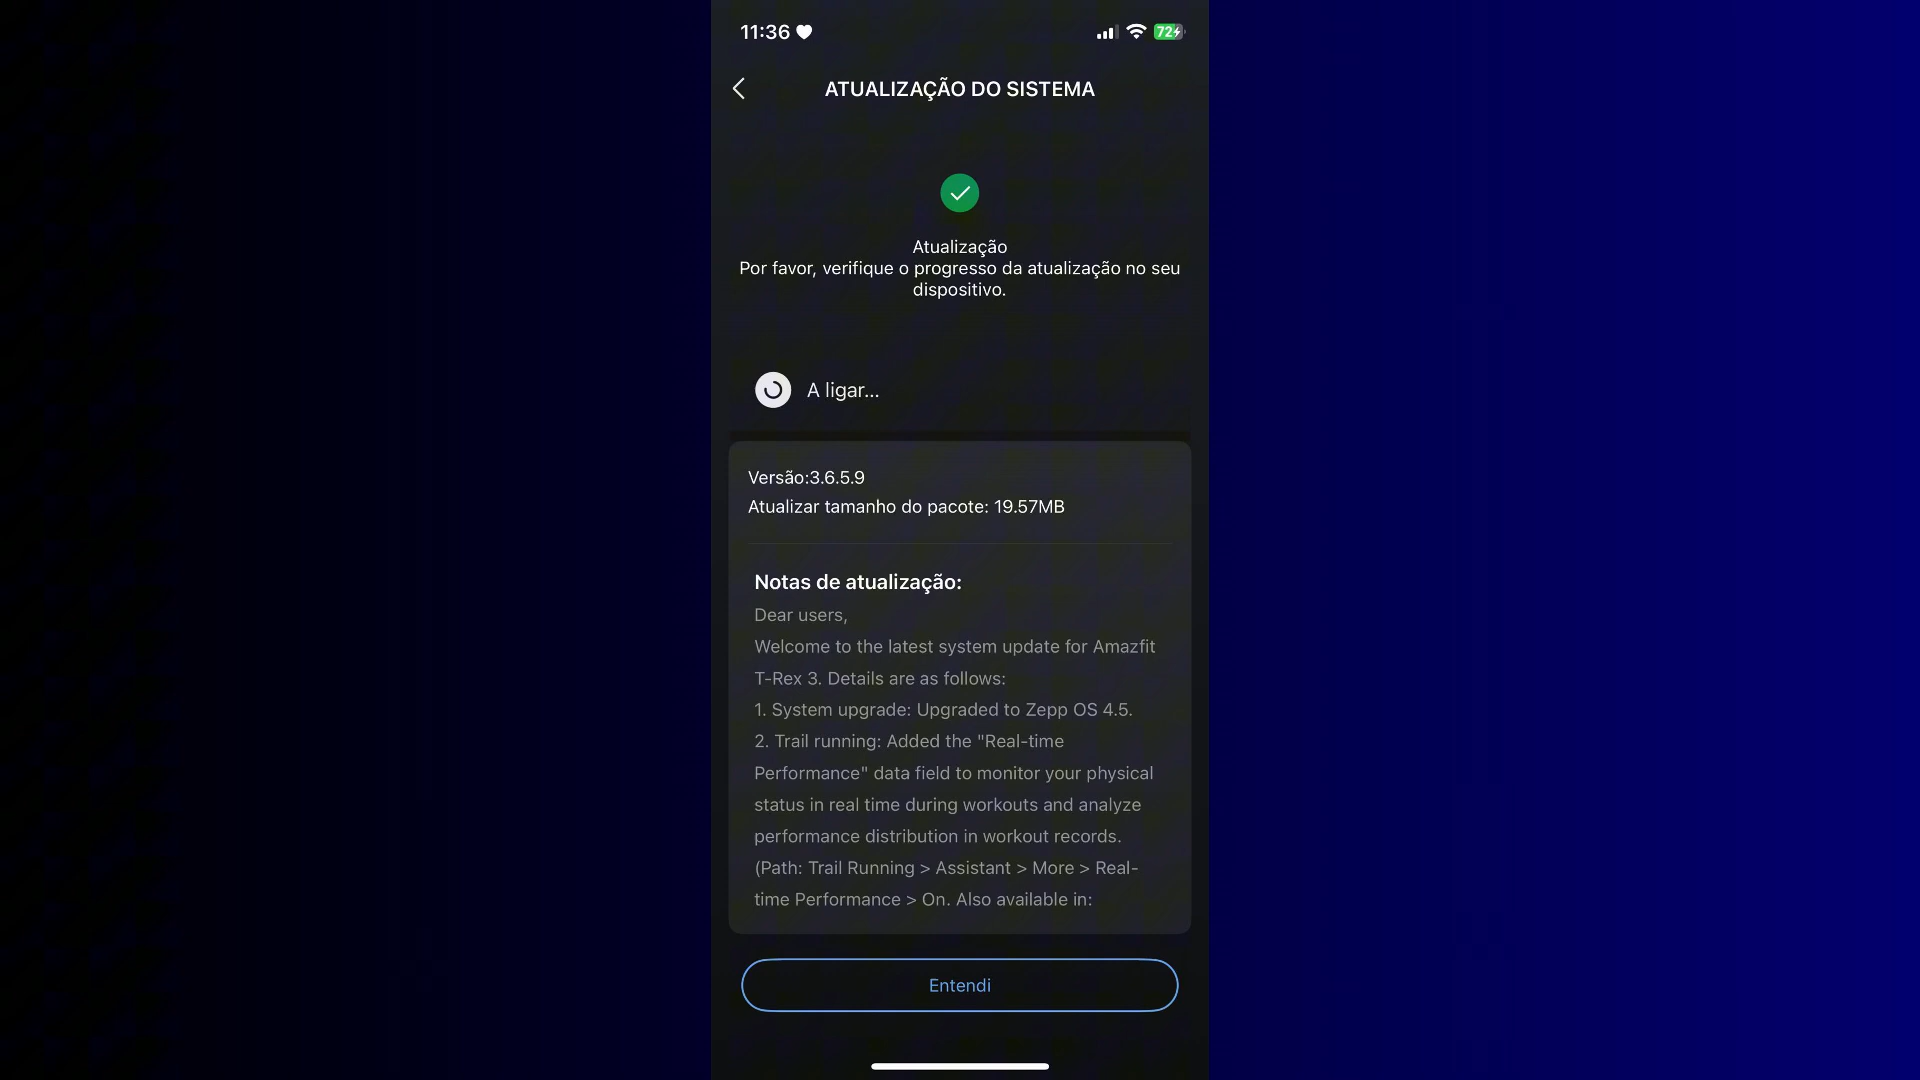 11:36
72
ATUALIZAÇÃO DO SISTEMA
Atualização
Por favor, verifique o progresso da atualização no seu
dispositivo.
A ligar...
Versão:3.6.5.9
Atualizar tamanho do pacote: 19.57MB
Notas de atualização:
Dear users,
Welcome to the latest system update for Amazfit
T-Rex 3. Details are as follows:
1. System upgrade: Upgraded to Zepp OS 4.5.
2. Trail running: Added the "Real-time
Performance" data field to monitor your physical
status in real time during workouts and analyze
performance distribution in workout records.
(Path: Trail Running > Assistant > More > Real-
time Performance > On. Also available in:
Entendi